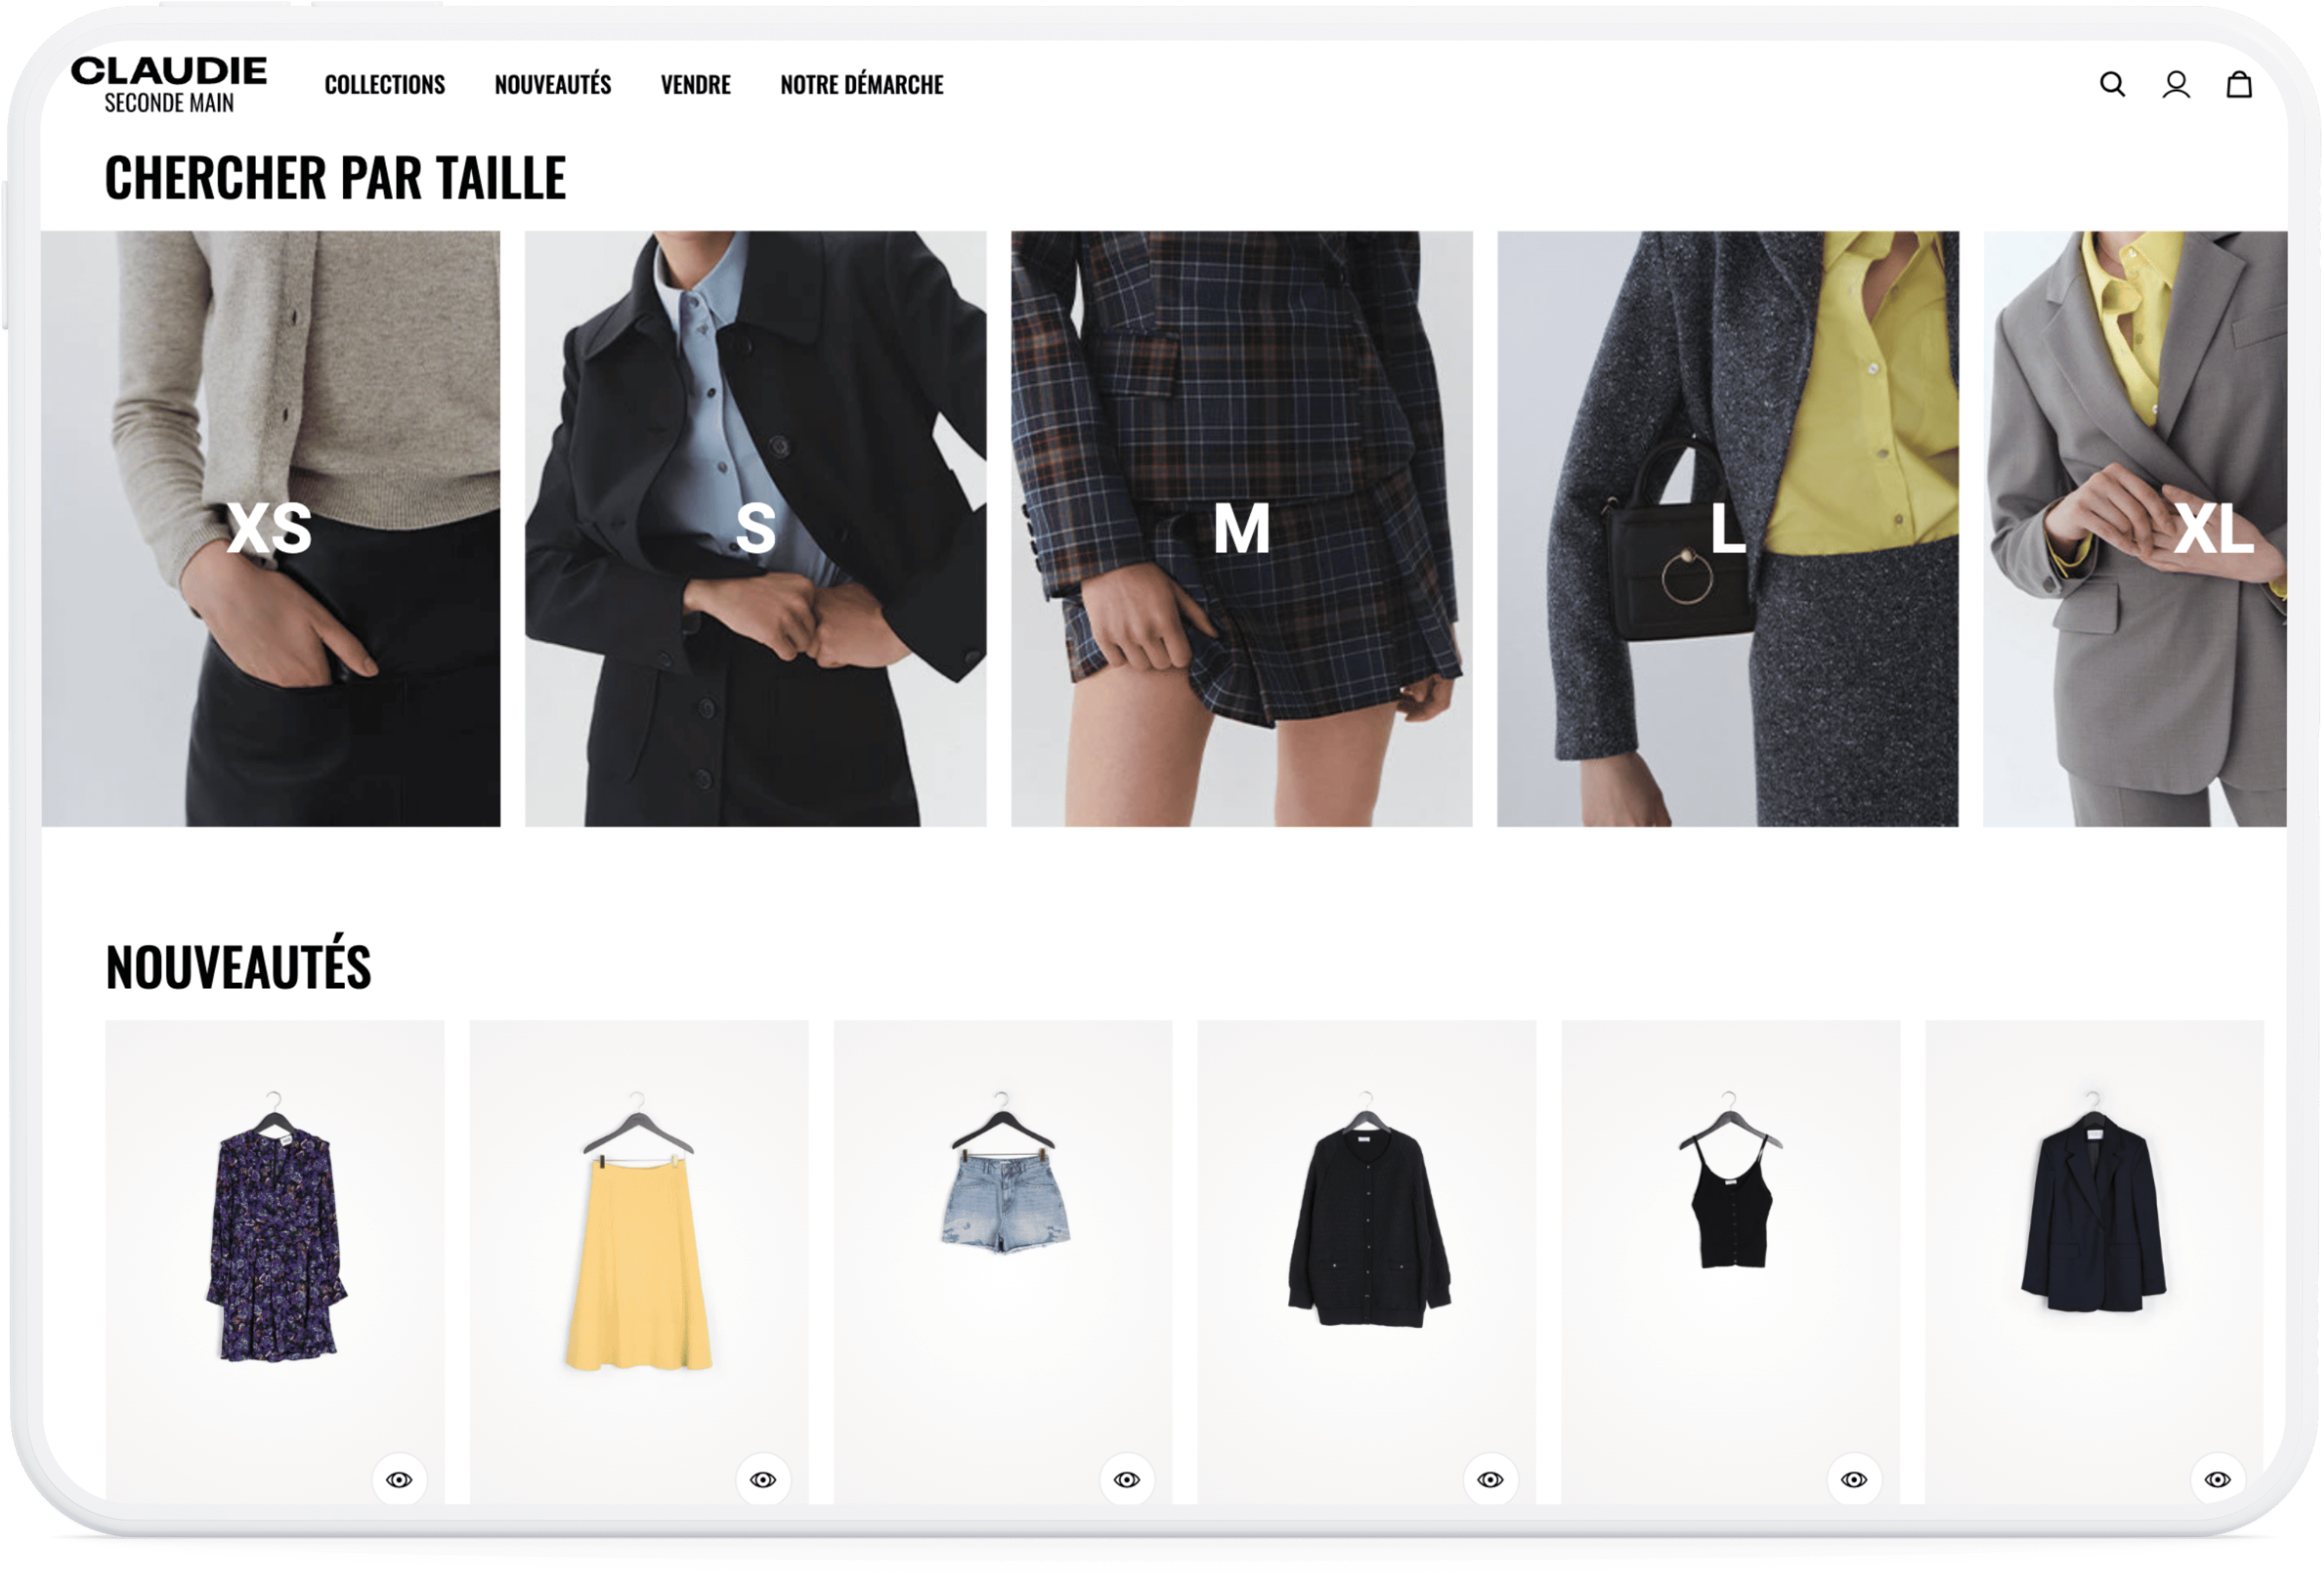 CLAUDIE
SECONDE MAIN
COLLECTIONS
NOUVEAUTÉS
VENDRE
NOTRE DÉMARCHE
CHERCHER PAR TAILLE
XS
S
M
L
XL
NOUVEAUTÉS